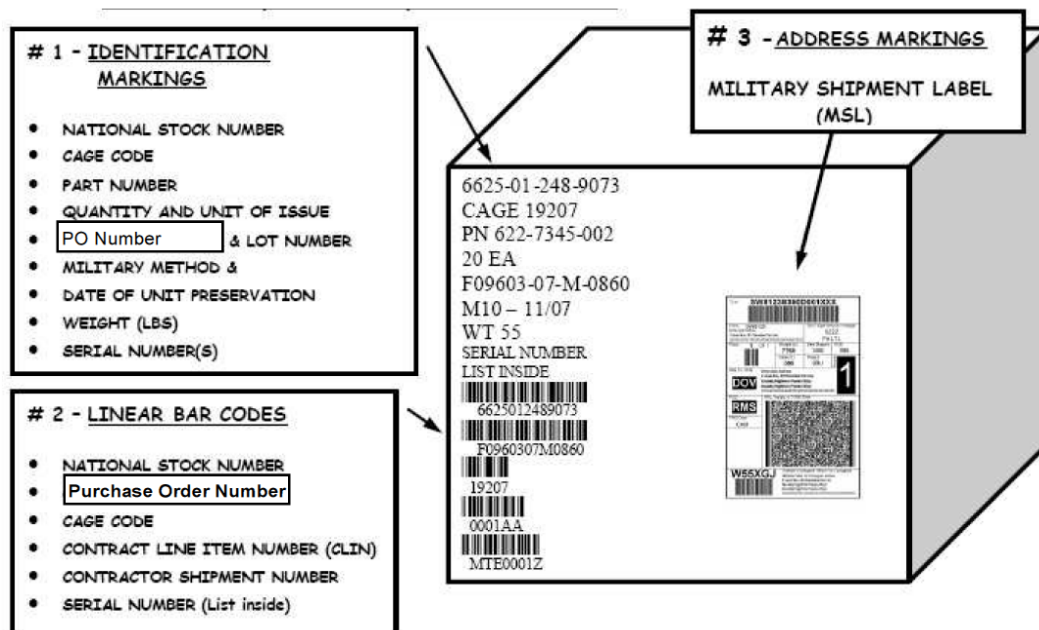 # 1 - IDENTIFICATION
MARKINGS
• NATIONAL STOCK NUMBER
• CAGE CODE
• PART NUMBER
• QUANTITY AND UNIT OF ISSUE
• PO Number & LOT NUMBER
• MILITARY METHOD &
• DATE OF UNIT PRESERVATION
• WEIGHT (LBS)
• SERIAL NUMBER(S)
# 2 - LINEAR BAR CODES
• NATIONAL STOCK NUMBER
• Purchase Order Number
• CAGE CODE
• CONTRACT LINE ITEM NUMBER (CLIN)
• CONTRACTOR SHIPMENT NUMBER
• SERIAL NUMBER (List inside)
# 3 - ADDRESS MARKINGS
MILITARY SHIPMENT LABEL
(MSL)
6625-01-248-9073
CAGE 19207
PN 622-7345-002
20 EA
F09603-07-M-0860
M10 – 11/07
WT 55
SERIAL NUMBER
LIST INSIDE
6625012489073
F0960307M0860
19207
0001AA
MTE0001Z
1
DOV
RMS
W55XGJ